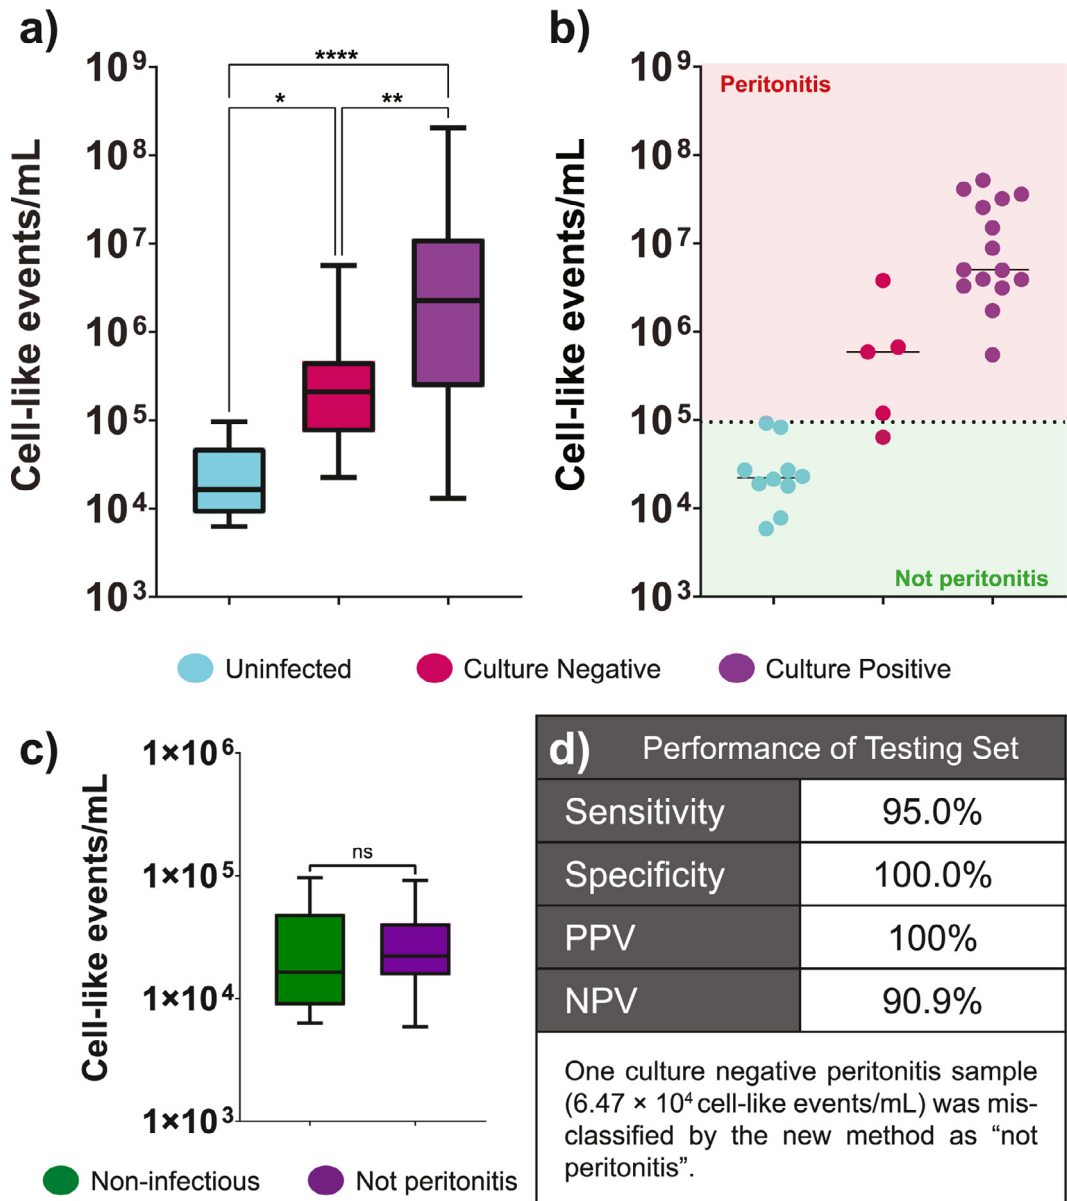 a)
Cell-like events/mL
10⁹
10⁸
10⁷
10⁶
10⁵
10⁴
10³
****
*
**
b)
Cell-like events/mL
10⁹
10⁸
10⁷
10⁶
10⁵
10⁴
10³
Peritonitis
Not peritonitis
Uninfected
Culture Negative
Culture Positive
c)
Cell-like events/mL
1×10⁶
1×10⁵
1×10⁴
1×10³
ns
Non-infectious
Not peritonitis
d)
Performance of Testing Set
Sensitivity 95.0%
Specificity 100.0%
PPV 100%
NPV 90.9%
One culture negative peritonitis sample
(6.47 × 10⁴ cell-like events/mL) was mis-
classified by the new method as “not
peritonitis”.